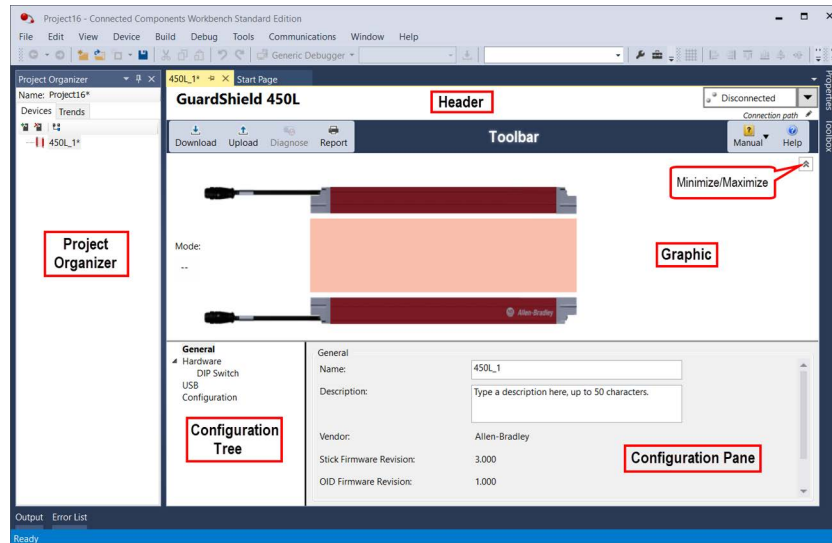 Project16 - Connected Components Workbench Standard Edition
File Edit View Device Build Debug Tools Communications Window Help
Generic Debugger
Project Organizer
450L_1* Start Page
Name: Project16*
Devices Trends
450L_1*
GuardShield 450L
Header
Disconnected
Connection path
Properties
Toolbox
Download Upload Diagnose Report
Toolbar
Manual Help
Minimize/Maximize
Project
Organizer
Mode:
--
Graphic
Allen-Bradley
General
Hardware
DIP Switch
USB
Configuration
Configuration
Tree
General
Name: 450L_1
Description: Type a description here, up to 50 characters.
Vendor: Allen-Bradley
Stick Firmware Revision: 3.000
Configuration Pane
OID Firmware Revision: 1.000
Output Error List
Ready